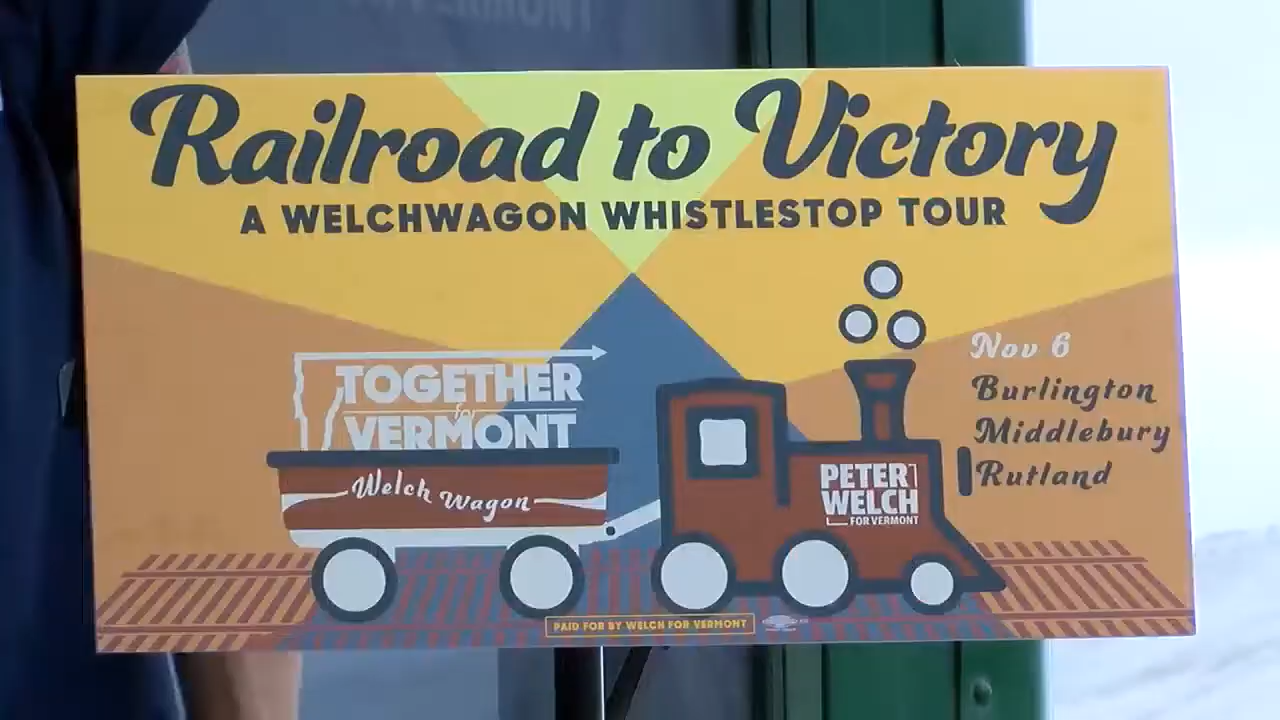 VERMONT
Railroad to Victory
A WELCHWAGON WHISTLESTOP TOUR
Nov 6
Burlington
Middlebury
Rutland
TOGETHER
for
VERMONT
Welch Wagon
PETER
WELCH
FOR VERMONT
PAID FOR BY WELCH FOR VERMONT